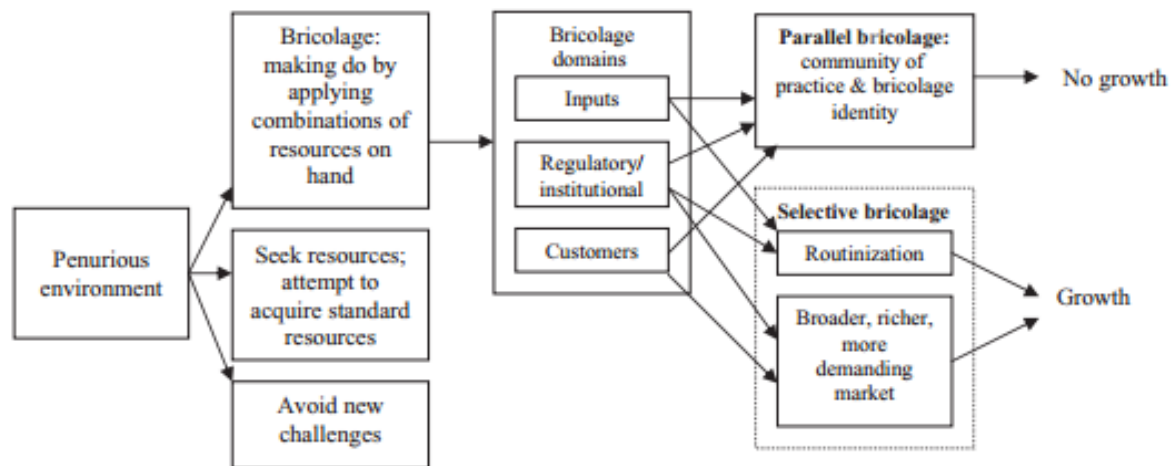 Penurious
environment
Bricolage:
making do by
applying
combinations of
resources on
hand
Seek resources;
attempt to
acquire standard
resources
Avoid new
challenges
Bricolage
domains
Inputs
Regulatory/
institutional
Customers
Parallel bricolage:
community of
practice & bricolage
identity
Selective bricolage
Routinization
Broader, richer,
more
demanding
market
No growth
Growth